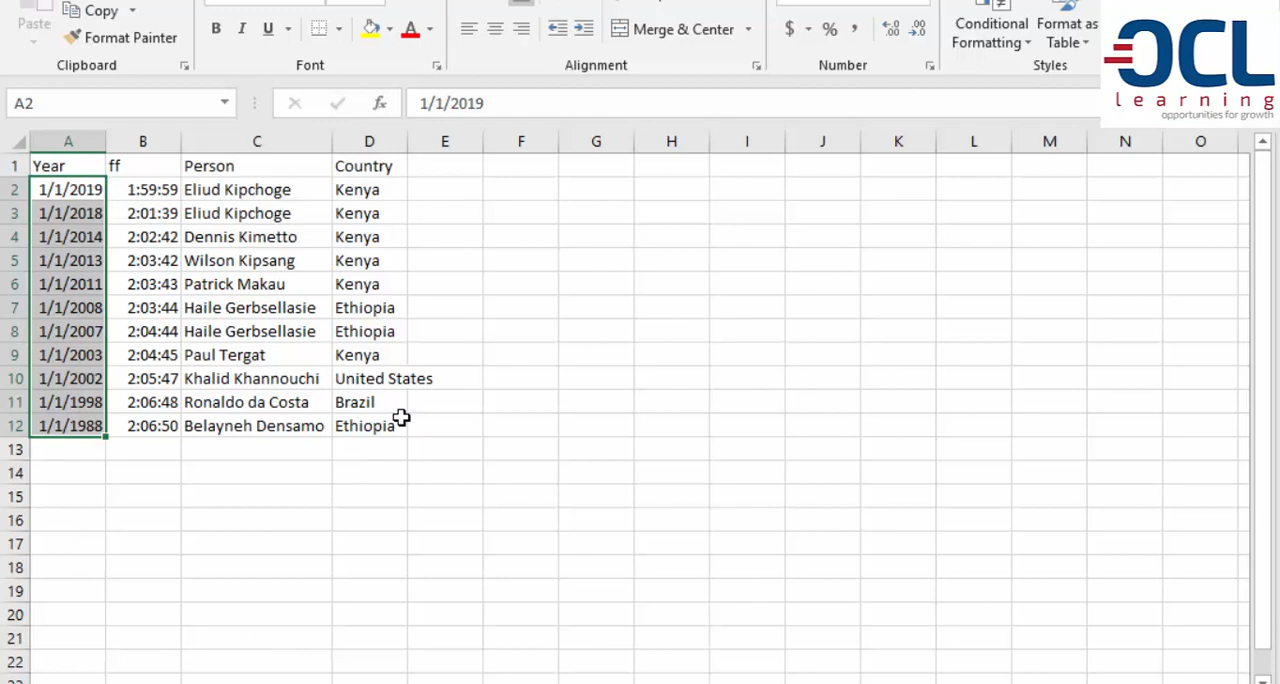 Copy
Paste
Format Painter
Clipboard
B I U A
Font
Merge & Center
Alignment
$ % ,
Number
Conditional Formatting
Format as Table
Styles
OCL
learning
opportunities for growth
A2
fx
1/1/2019
A B C D E F G H I J K L M N O
1 Year ff Person Country
2 1/1/2019 1:59:59 Eliud Kipchoge Kenya
3 1/1/2018 2:01:39 Eliud Kipchoge Kenya
4 1/1/2014 2:02:42 Dennis Kimetto Kenya
5 1/1/2013 2:03:42 Wilson Kipsang Kenya
6 1/1/2011 2:03:43 Patrick Makau Kenya
7 1/1/2008 2:03:44 Haile Gerbsellasie Ethiopia
8 1/1/2007 2:04:44 Haile Gerbsellasie Ethiopia
9 1/1/2003 2:04:45 Paul Tergat Kenya
10 1/1/2002 2:05:47 Khalid Khannouchi United States
11 1/1/1998 2:06:48 Ronaldo da Costa Brazil
12 1/1/1988 2:06:50 Belayneh Densamo Ethiopia
13
14
15
16
17
18
19
20
21
22